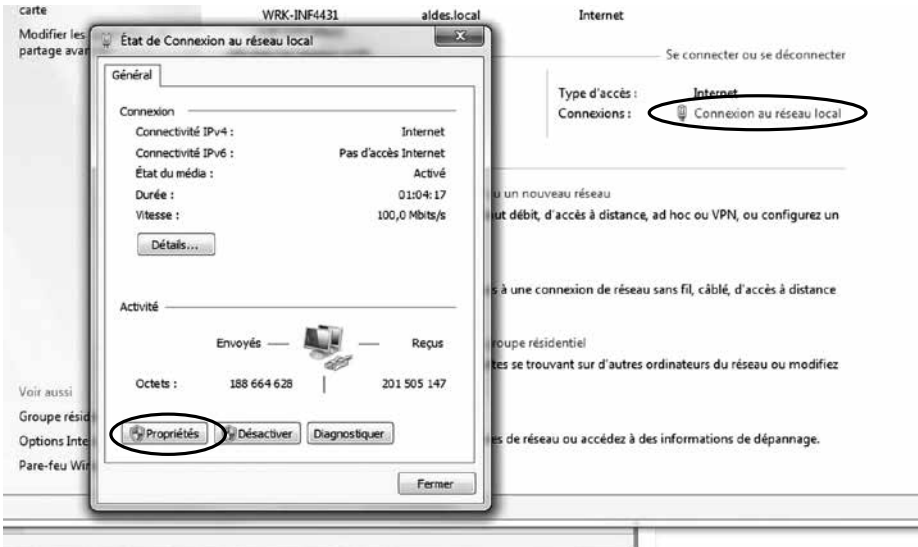 carte
WRK-INF4431 aldes.local Internet
Modifier les
partage avan
État de Connexion au réseau local
Se connecter ou se déconnecter
Général
Type d'accès : Internet
Connexions : Connexion au réseau local
Connexion
Connectivité IPv4 : Internet
Connectivité IPv6 : Pas d'accès Internet
État du média : Activé
Durée : 01:04:17
Vitesse : 100,0 Mbits/s
Détails...
u un nouveau réseau
ut débit, d'accès à distance, ad hoc ou VPN, ou configurez un
s à une connexion de réseau sans fil, câblé, d'accès à distance
Activité
Envoyés Reçus
Octets : 188 664 628 201 505 147
roupe résidentiel
tes se trouvant sur d'autres ordinateurs du réseau ou modifiez
Voir aussi
Groupe résid
Options Inte
Pare-feu Win
Propriétés Désactiver Diagnostiquer
es de réseau ou accédez à des informations de dépannage.
Fermer